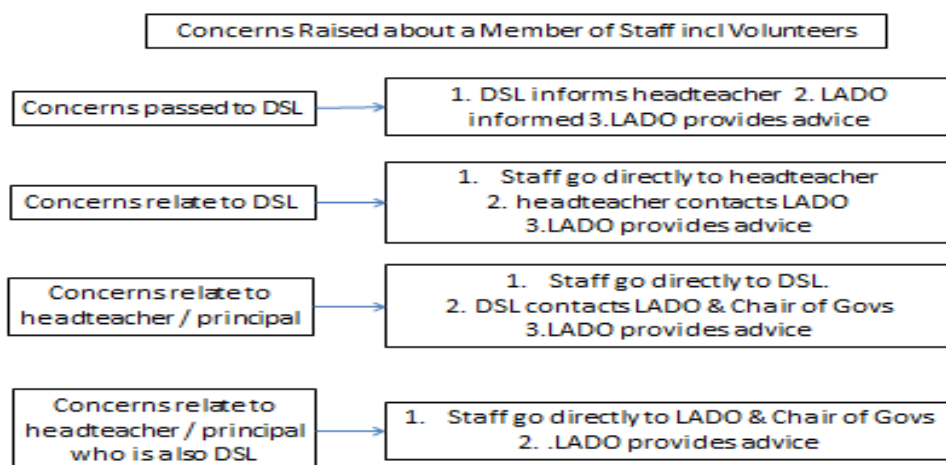 Concerns Raised about a Member of Staff incl Volunteers
Concerns passed to DSL
1. DSL informs headteacher 2. LADO
informed 3.LADO provides advice
Concerns relate to DSL
1. Staff go directly to headteacher
2. headteacher contacts LADO
3.LADO provides advice
Concerns relate to
headteacher / principal
1. Staff go directly to DSL.
2. DSL contacts LADO & Chair of Govs
3.LADO provides advice
Concerns relate to
headteacher / principal
who is also DSL
1. Staff go directly to LADO & Chair of Govs
2. .LADO provides advice